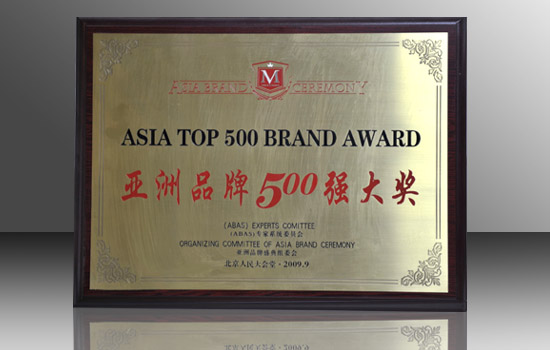 ASIA BRAND M CEREMONY
ASIA TOP 500 BRAND AWARD
亚洲品牌500强大奖
(ABAS) EXPERTS COMITTEE
(ABAS)专家系统委员会
ORGANIZING COMMITTEE OF ASIA BRAND CEREMONY
亚洲品牌盛典组委会
北京人民大会堂·2009.9